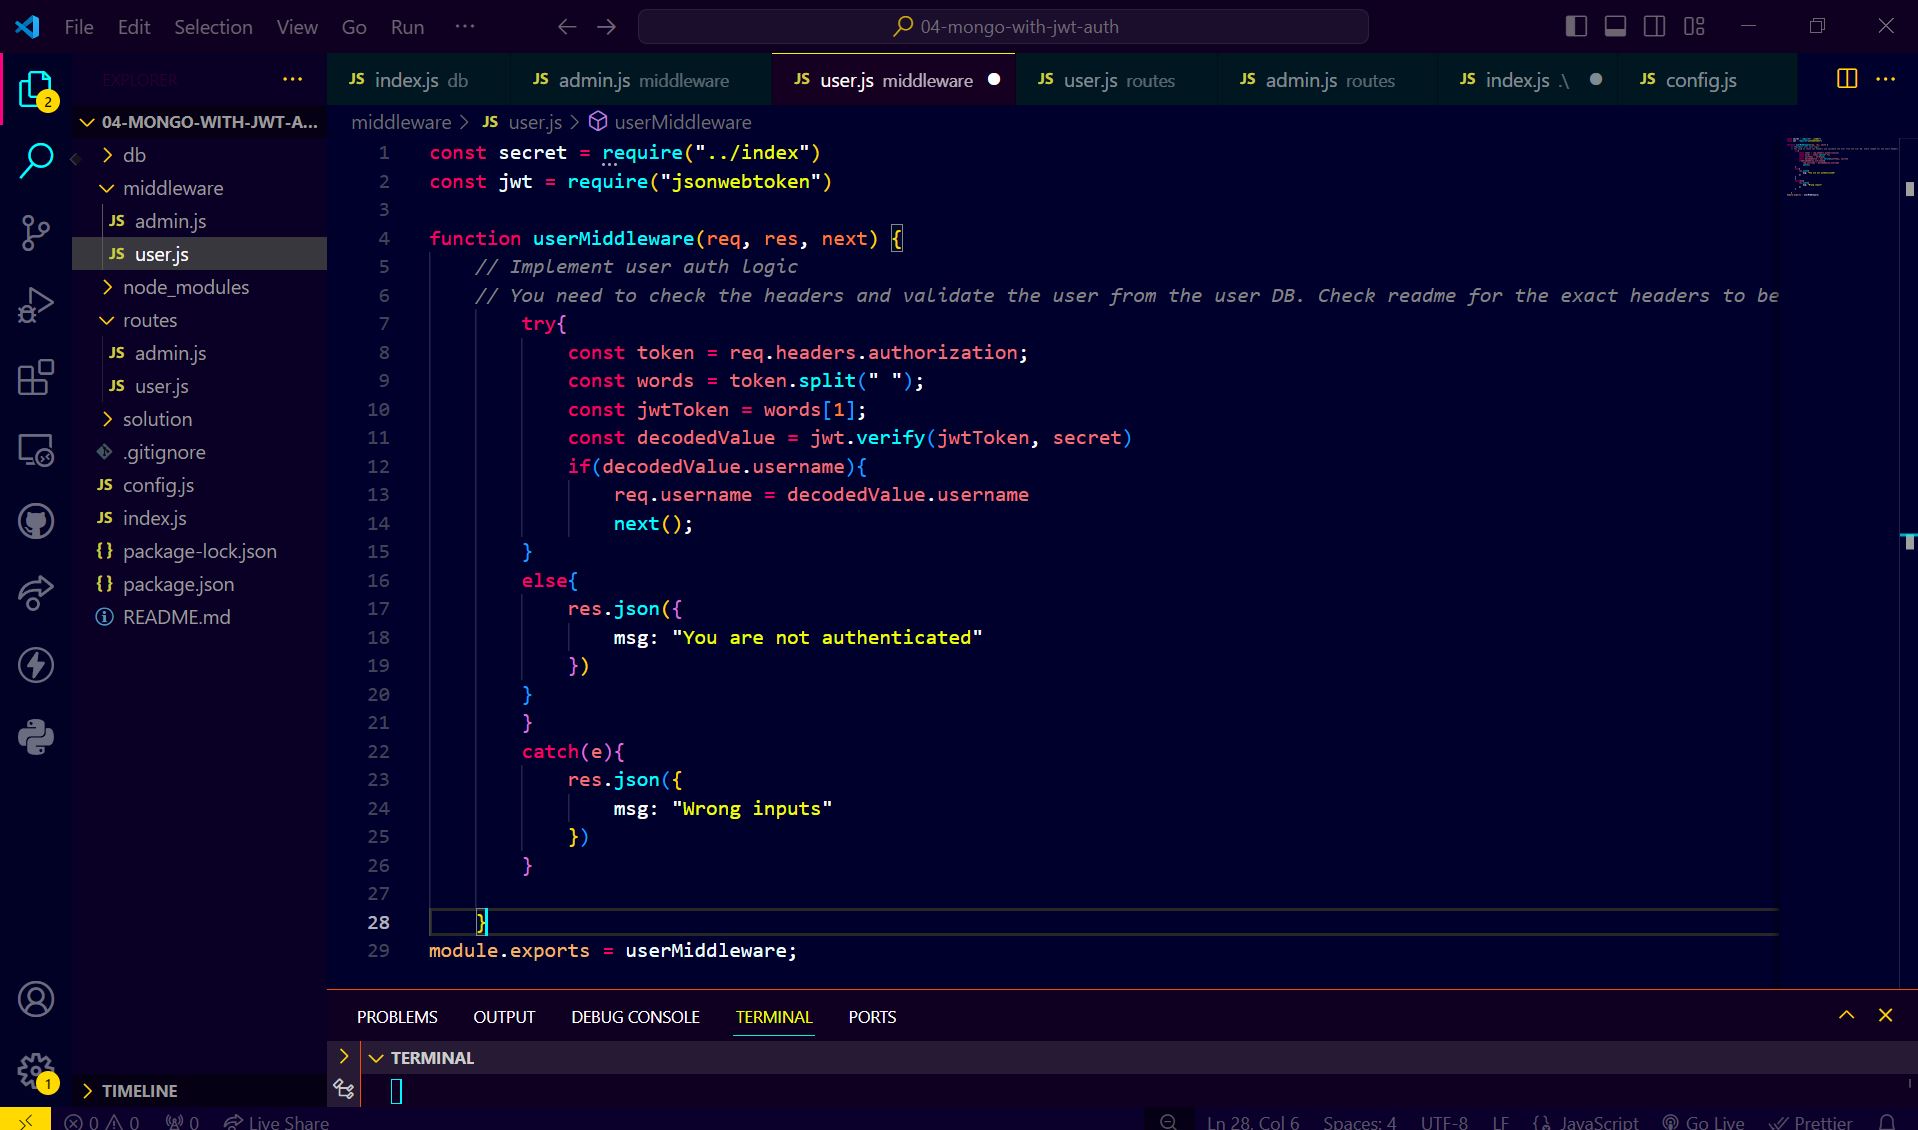 File Edit Selection View Go Run ··· 04-mongo-with-jwt-auth
EXPLORER ···
2
04-MONGO-WITH-JWT-A...
db
middleware
admin.js
user.js
node_modules
routes
admin.js
user.js
solution
.gitignore
config.js
index.js
package-lock.json
package.json
README.md
TIMELINE
1
JS index.js db JS admin.js middleware JS user.js middleware JS user.js routes JS admin.js routes JS index.js .\ JS config.js
middleware > JS user.js > userMiddleware
1 const secret = require("../index")
2 const jwt = require("jsonwebtoken")
3
4 function userMiddleware(req, res, next) {
5 // Implement user auth logic
6 // You need to check the headers and validate the user from the user DB. Check readme for the exact headers to be
7 try{
8 const token = req.headers.authorization;
9 const words = token.split(" ");
10 const jwtToken = words[1];
11 const decodedValue = jwt.verify(jwtToken, secret)
12 if(decodedValue.username){
13 req.username = decodedValue.username
14 next();
15 }
16 else{
17 res.json({
18 msg: "You are not authenticated"
19 })
20 }
21 }
22 catch(e){
23 res.json({
24 msg: "Wrong inputs"
25 })
26 }
27
28 }
29 module.exports = userMiddleware;
PROBLEMS OUTPUT DEBUG CONSOLE TERMINAL PORTS
TERMINAL
0 0 0 Live Share Ln 28, Col 6 Spaces: 4 UTF-8 LF {} JavaScript Go Live Prettier